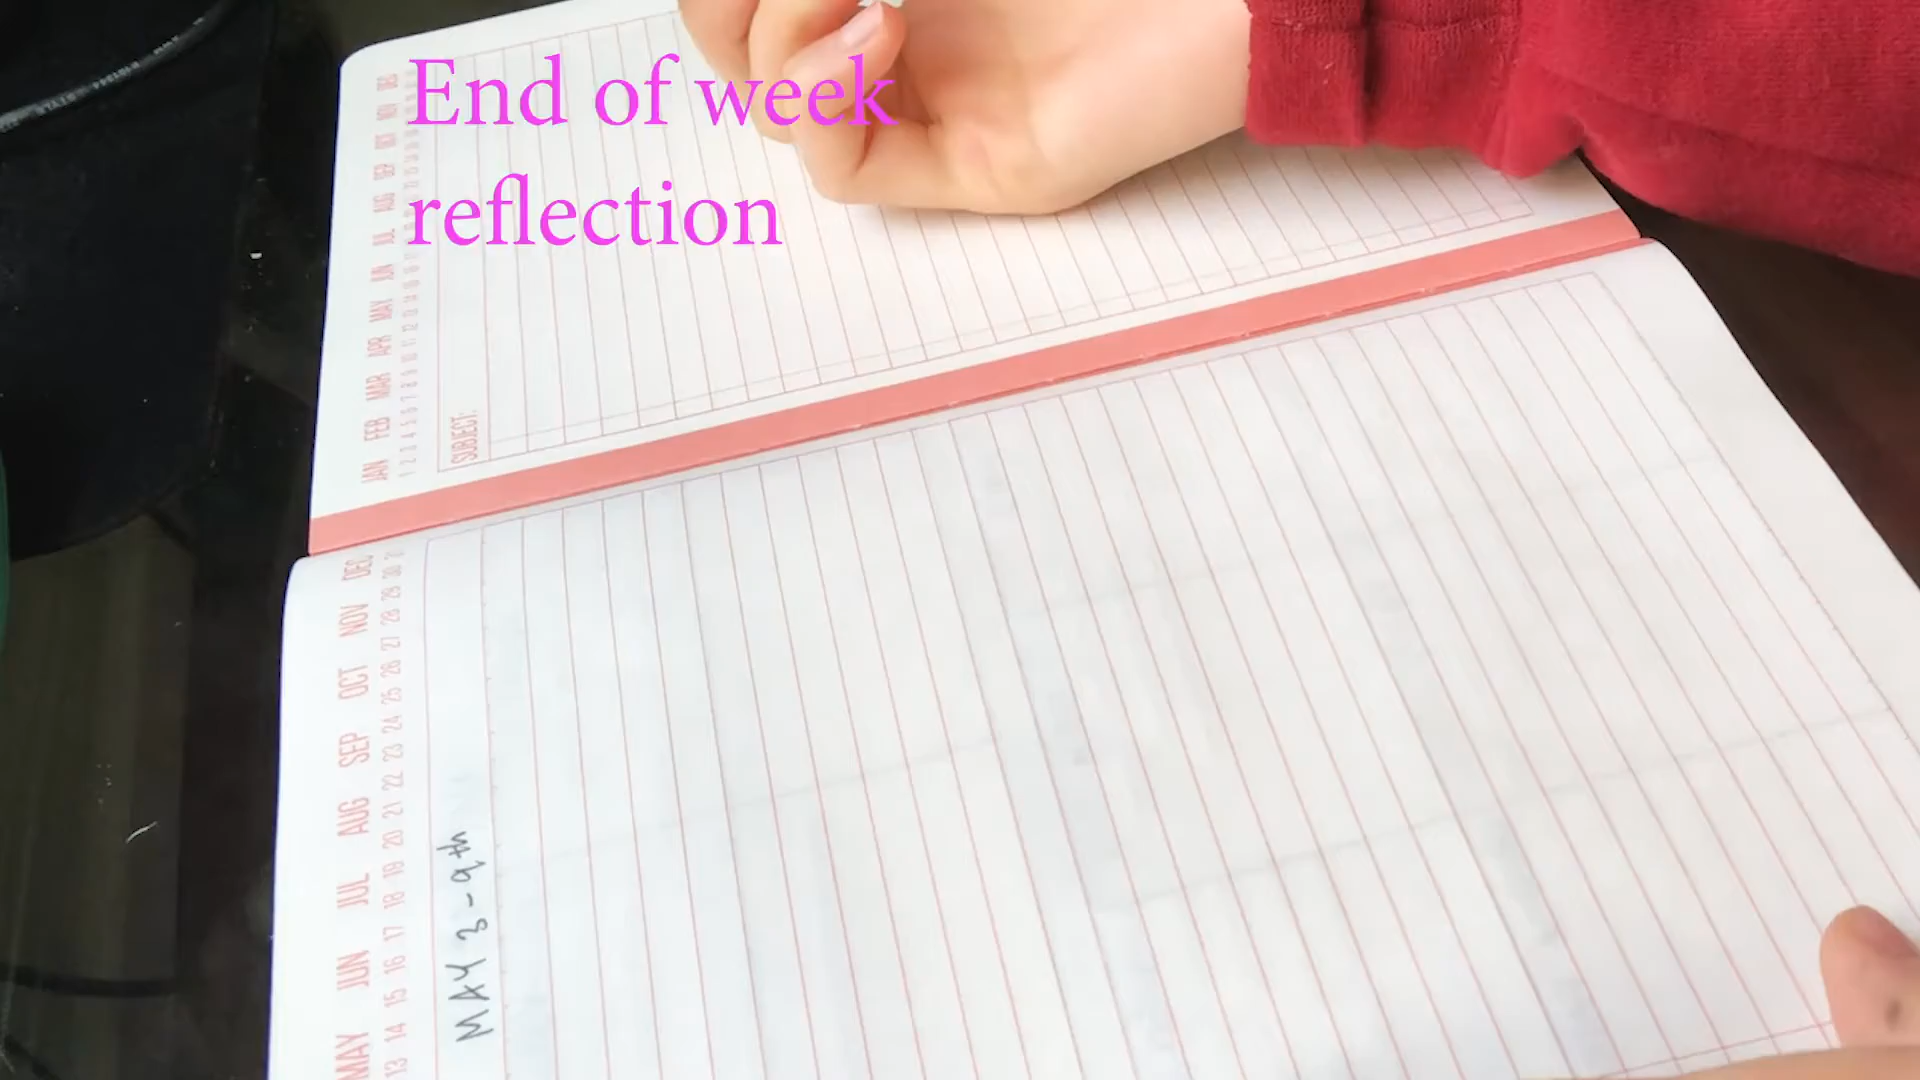 End of week
reflection
JAN FEB MAR APR MAY JUN JUL AUG SEP OCT NOV DEC
SUBJECT:
MAY JUN JUL AUG SEP OCT NOV DEC
13 14 15 16 17 18 19 20 21 22 23 24 25 26 27 28 29 30 31
MAY 3-9th